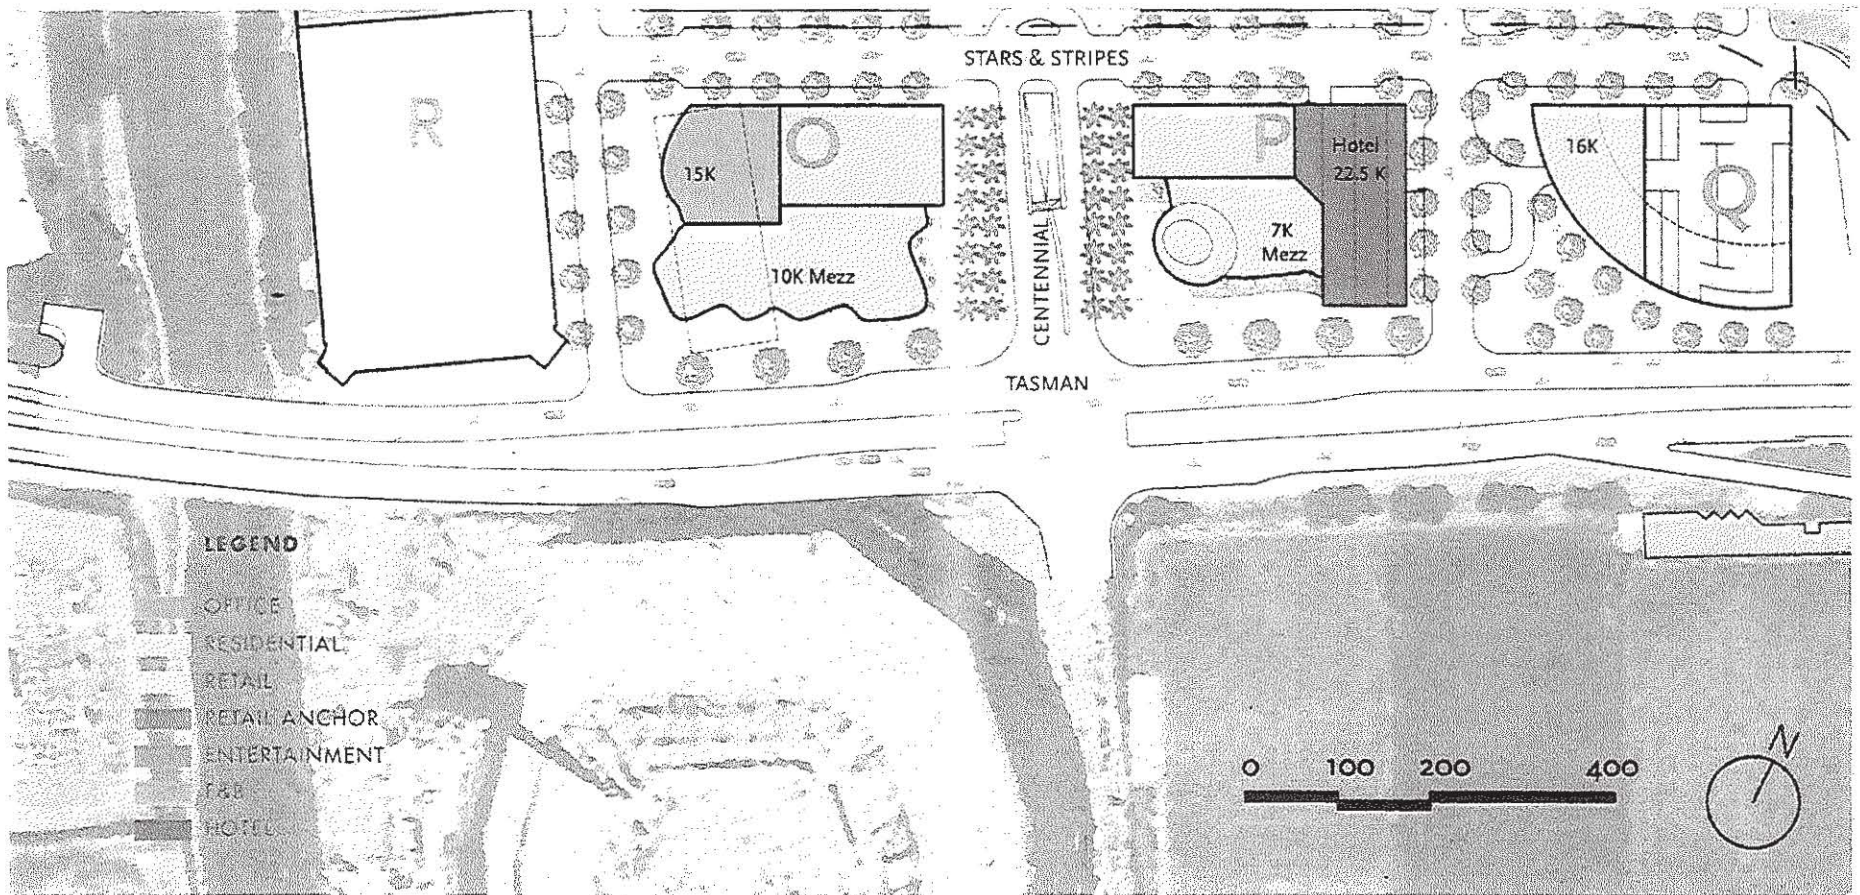 STARS & STRIPES
R
O
15K
10K Mezz
CENTENNIAL
P
Hotel
22.5 K
7K
Mezz
16K
Q
TASMAN
LEGEND
OFFICE
RESIDENTIAL
RETAIL
RETAIL ANCHOR
ENTERTAINMENT
F&B
HOTEL
0 100 200 400
N